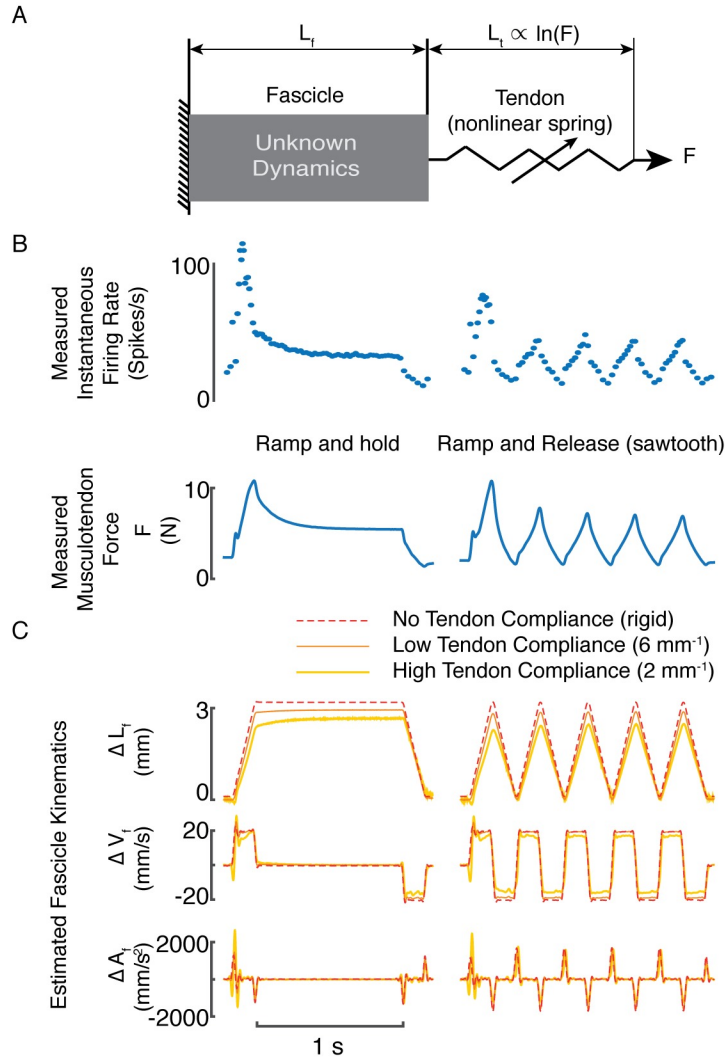 A
L_f
L_t ∝ ln(F)
Fascicle
Tendon
(nonlinear spring)
Unknown
Dynamics
F
B
Measured
Instantaneous
Firing Rate
(Spikes/s)
100
0
Ramp and hold
Ramp and Release (sawtooth)
Measured
Musculotendon
Force
F
(N)
10
0
C
No Tendon Compliance (rigid)
Low Tendon Compliance (6 mm⁻¹)
High Tendon Compliance (2 mm⁻¹)
Estimated Fascicle Kinematics
Δ L_f
(mm)
3
0
Δ V_f
(mm/s)
20
-20
Δ A_f
(mm/s²)
2000
-2000
1 s